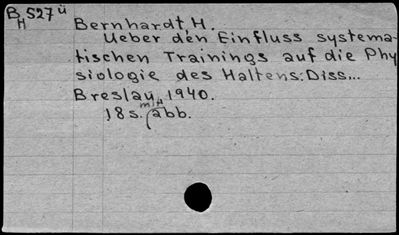 B 527 ü
H
Bernhardt, H.
Ueber den Einfluss systema-
tischen Trainings auf die Phy
siologie des Haltens: Diss...
Breslau, 1940.
18 s. mit abb.